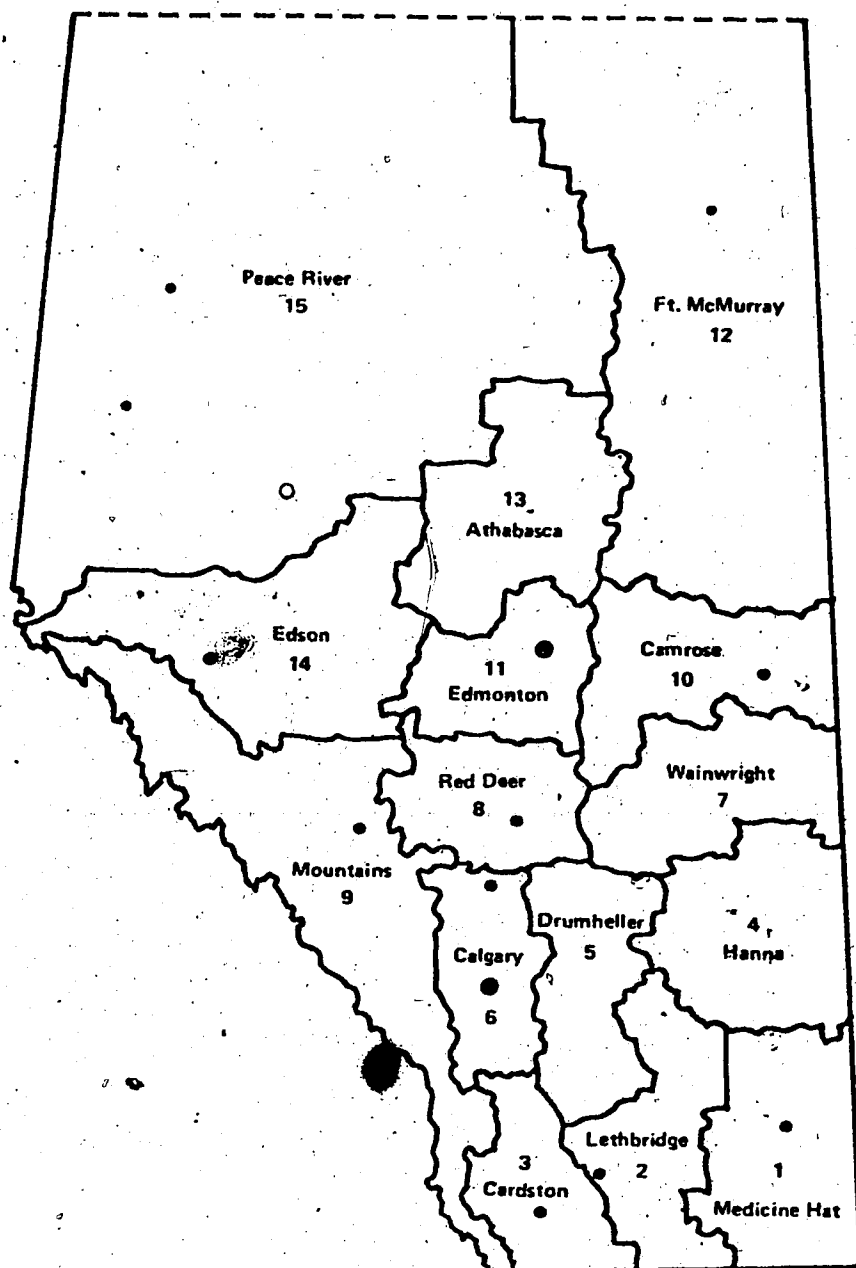 Peace River
15
Ft. McMurray
12
13
Athabasca
Edson
14
11
Edmonton
Camrose
10
Red Deer
8
Wainwright
7
Mountains
9
Drumheller
5
4
Hanna
Calgary
6
Lethbridge
2
3
Cardston
1
Medicine Hat